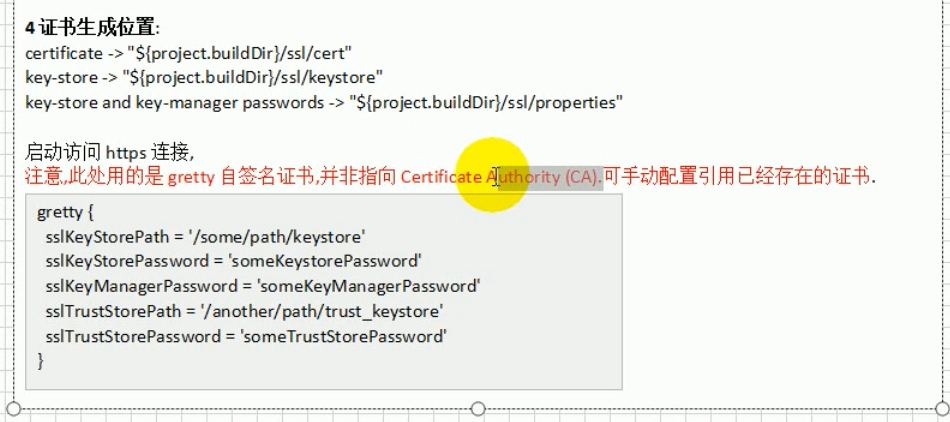 4 证书生成位置:
certificate -> "${project.buildDir}/ssl/cert"
key-store -> "${project.buildDir}/ssl/keystore"
key-store and key-manager passwords -> "${project.buildDir}/ssl/properties"
启动访问 https 连接,
注意,此处用的是 gretty 自签名证书,并非指向 Certificate Authority (CA).可手动配置引用已经存在的证书.
gretty {
sslKeyStorePath = '/some/path/keystore'
sslKeyStorePassword = 'someKeystorePassword'
sslKeyManagerPassword = 'someKeyManagerPassword'
sslTrustStorePath = '/another/path/trust_keystore'
sslTrustStorePassword = 'someTrustStorePassword'
}